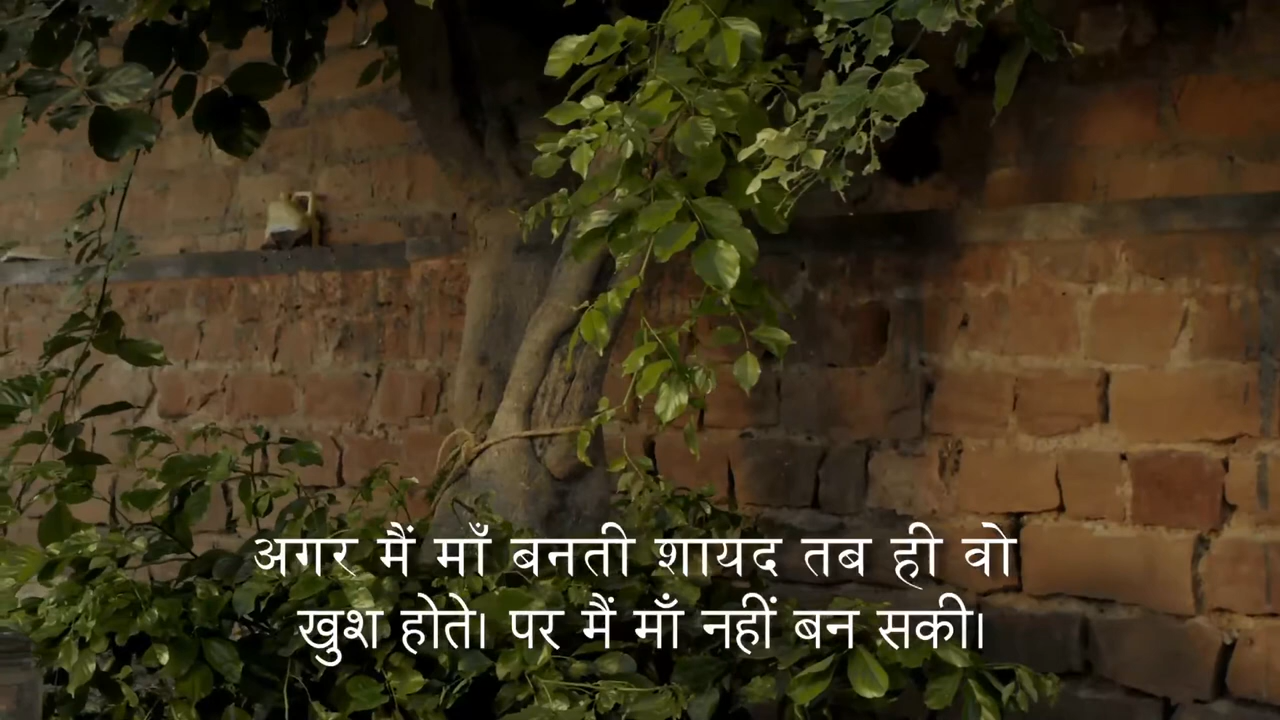 अगर मैं माँ बनती शायद तब ही वो
खुश होते। पर मैं माँ नहीं बन सकी।